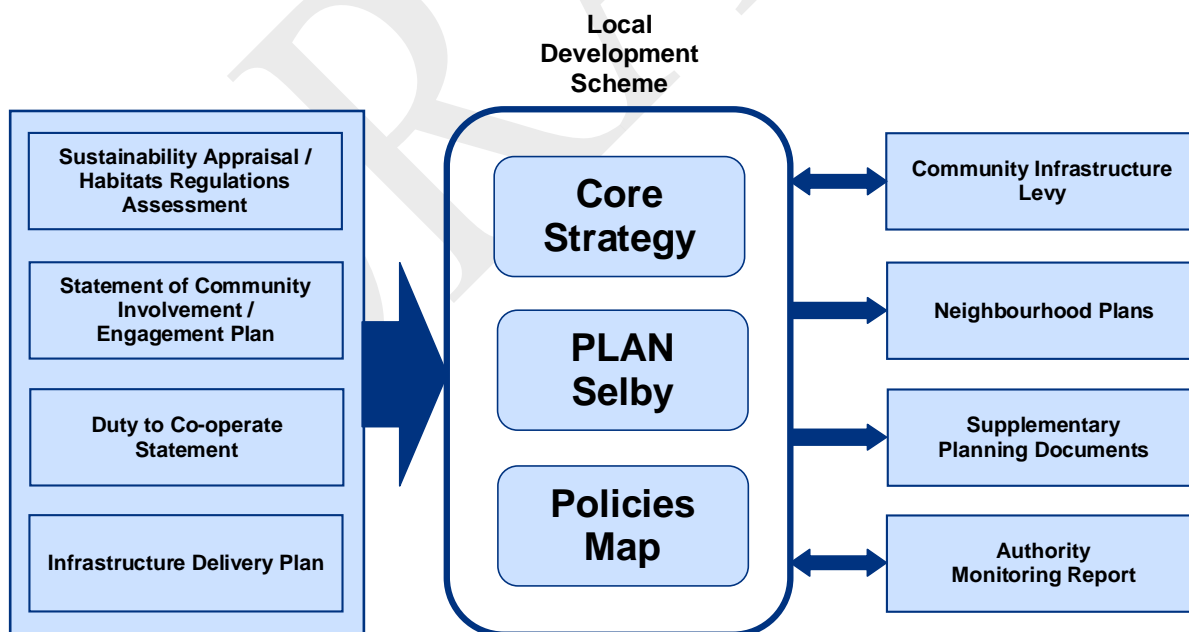 Local
Development
Scheme
Sustainability Appraisal /
Habitats Regulations
Assessment
Statement of Community
Involvement /
Engagement Plan
Duty to Co-operate
Statement
Infrastructure Delivery Plan
Core
Strategy
PLAN
Selby
Policies
Map
Community Infrastructure
Levy
Neighbourhood Plans
Supplementary
Planning Documents
Authority
Monitoring Report